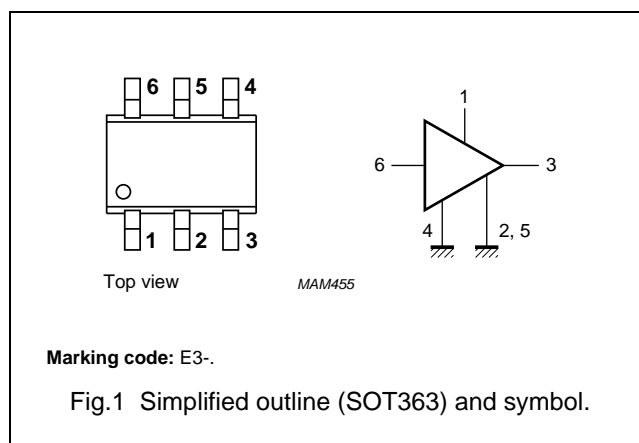 6 5 4
1 2 3
Top view
1
6
3
4
2, 5
MAM455
Marking code: E3-.
Fig.1 Simplified outline (SOT363) and symbol.